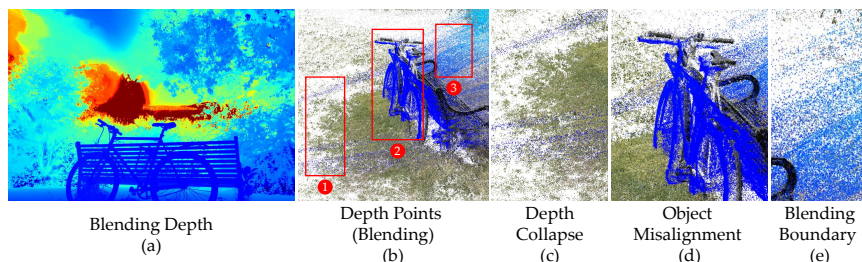 1
2
3
Blending Depth
(a)
Depth Points
(Blending)
(b)
Depth
Collapse
(c)
Object
Misalignment
(d)
Blending
Boundary
(e)